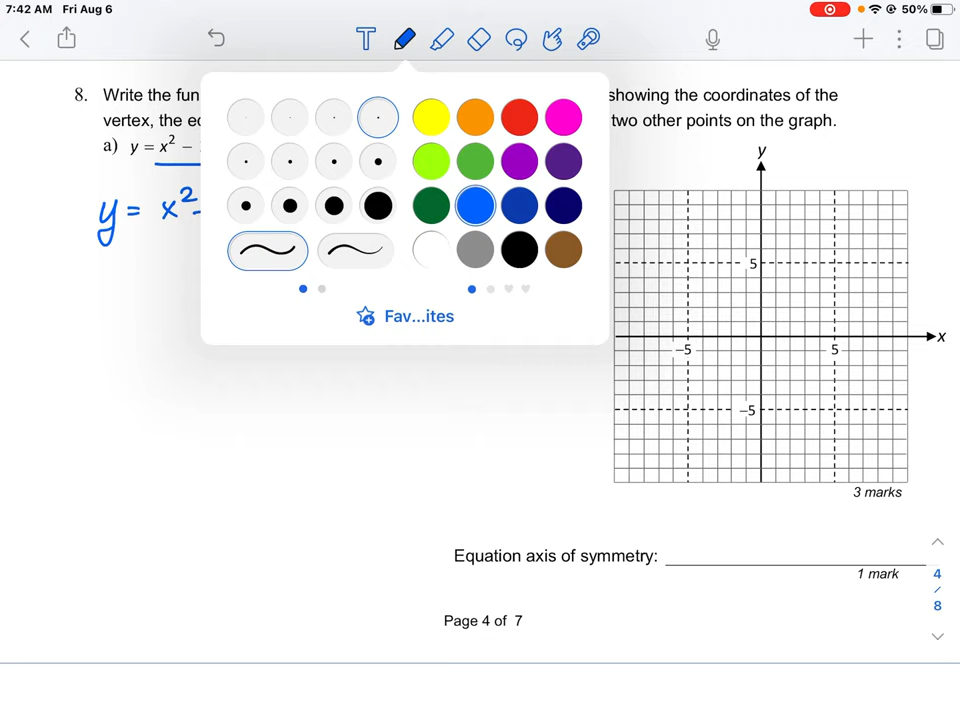 7:42 AM Fri Aug 6
50%
T
8. Write the fun showing the coordinates of the
vertex, the two other points on the graph.
a) y = x² –
y = x² -
y
5
x
–5
5
–5
3 marks
Fav...ites
Equation axis of symmetry:
1 mark
4
/
8
Page 4 of 7